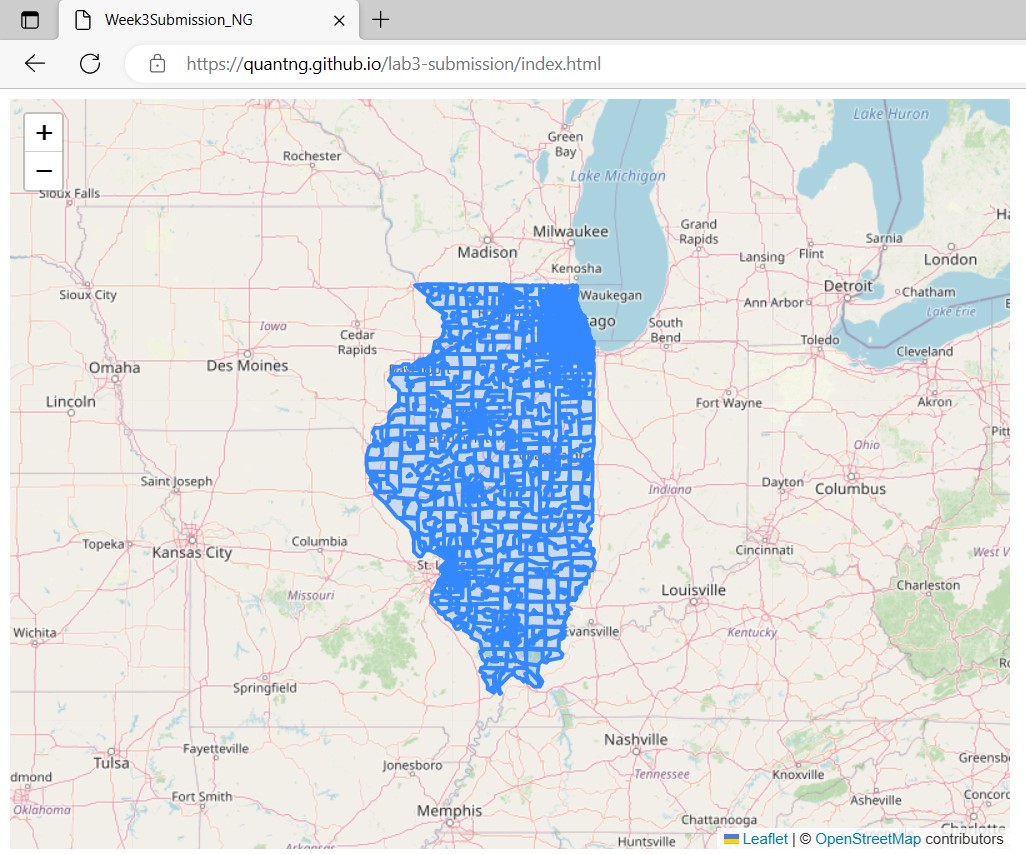 Week3Submission_NG
https://quantng.github.io/lab3-submission/index.html
+
−
Lake Huron
Green
Bay
Rochester
Lake Michigan
Sioux Falls
Grand
Rapids
Milwaukee
Sarnia
Madison
Lansing
Flint
London
Kenosha
Detroit
Sioux City
Waukegan
Chatham
Ann Arbor
Lake Erie
ago
South
Bend
Iowa
Cedar
Rapids
Toledo
Cleveland
Omaha
Des Moines
Lincoln
Fort Wayne
Akron
Pitt
Ohio
Saint Joseph
Indiana
Dayton
Columbus
Topeka
Kansas City
Columbia
Cincinnati
West V
St. L
Charleston
Missouri
Louisville
Wichita
Evansville
Kentucky
Springfield
Nashville
Fayetteville
Tulsa
Jonesboro
Tennessee
Knoxville
Greensb
dmond
Fort Smith
Asheville
Concor
Oklahoma
Memphis
Chattanooga
Charlotte
Huntsville
Arkansas
Leaflet | © OpenStreetMap contributors